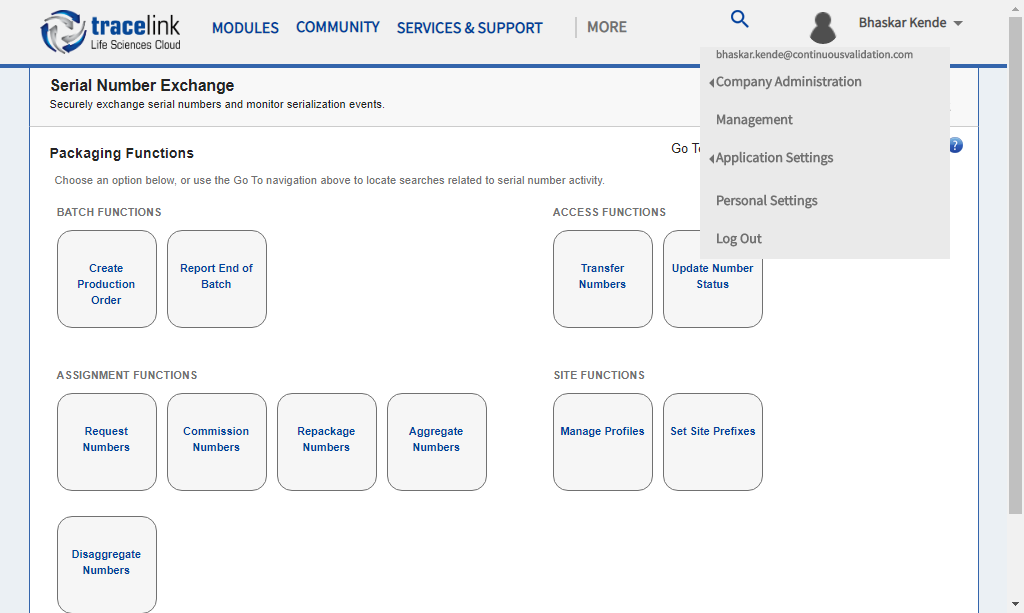 tracelink
Life Sciences Cloud
MODULES COMMUNITY SERVICES & SUPPORT MORE
Bhaskar Kende
bhaskar.kende@continuousvalidation.com
Company Administration
Management
Application Settings
Personal Settings
Log Out
Serial Number Exchange
Securely exchange serial numbers and monitor serialization events.
Packaging Functions
Go To
?
Choose an option below, or use the Go To navigation above to locate searches related to serial number activity.
BATCH FUNCTIONS
Create
Production
Order
Report End of
Batch
ACCESS FUNCTIONS
Transfer
Numbers
Update Number
Status
ASSIGNMENT FUNCTIONS
Request
Numbers
Commission
Numbers
Repackage
Numbers
Aggregate
Numbers
Disaggregate
Numbers
SITE FUNCTIONS
Manage Profiles
Set Site Prefixes